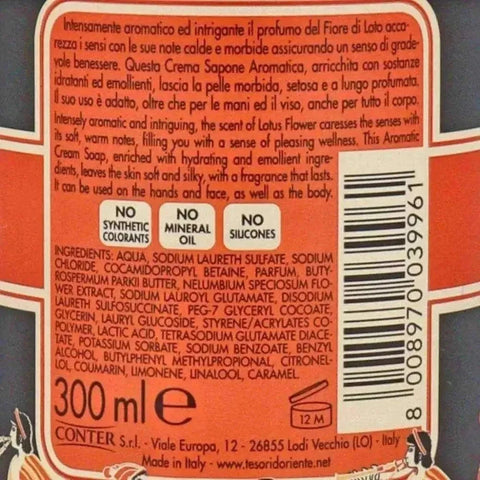 Intensamente aromatico ed intrigante il profumo del Fiore di Loto acca-
rezza i sensi con le sue note calde e morbide assicurando un senso di grade-
vole benessere. Questa Crema Sapone Aromatica, arricchita con sostanze
idratanti ed emollienti, lascia la pelle morbida, setosa e a lungo profumata.
Il suo uso è adatto, oltre che per le mani ed il viso, anche per tutto il corpo.
Intensely aromatic and intriguing, the scent of Lotus Flower caresses the senses with
its soft, warm notes, filling you with a sense of pleasing wellness. This Aromatic
Cream Soap, enriched with hydrating and emollient ingre-
dients, leaves the skin soft and silky, with a fragrance that lasts.
It can be used on the hands and face, as well as the body.
NO
SYNTHETIC
COLORANTS
NO
MINERAL
OIL
NO
SILICONES
INGREDIENTS: AQUA, SODIUM LAURETH SULFATE, SODIUM
CHLORIDE, COCAMIDOPROPYL BETAINE, PARFUM, BUTY-
ROSPERMUM PARKII BUTTER, NELUMBIUM SPECIOSUM FLO-
WER EXTRACT, SODIUM LAUROYL GLUTAMATE, DISODIUM
LAURETH SULFOSUCCINATE, PEG-7 GLYCERYL COCOATE,
GLYCERIN, LAURYL GLUCOSIDE, STYRENE/ACRYLATES CO-
POLYMER, LACTIC ACID, TETRASODIUM GLUTAMATE DIACE-
TATE, POTASSIUM SORBATE, SODIUM BENZOATE, BENZYL
ALCOHOL, BUTYLPHENYL METHYLPROPIONAL, CITRONEL-
LOL, COUMARIN, LIMONENE, LINALOOL, CARAMEL.
300 ml e
12 M
8 008970 039961
CONTER S.r.l. - Viale Europa, 12 - 26855 Lodi Vecchio (LO) - Italy
Made in Italy - www.tesoridoriente.net